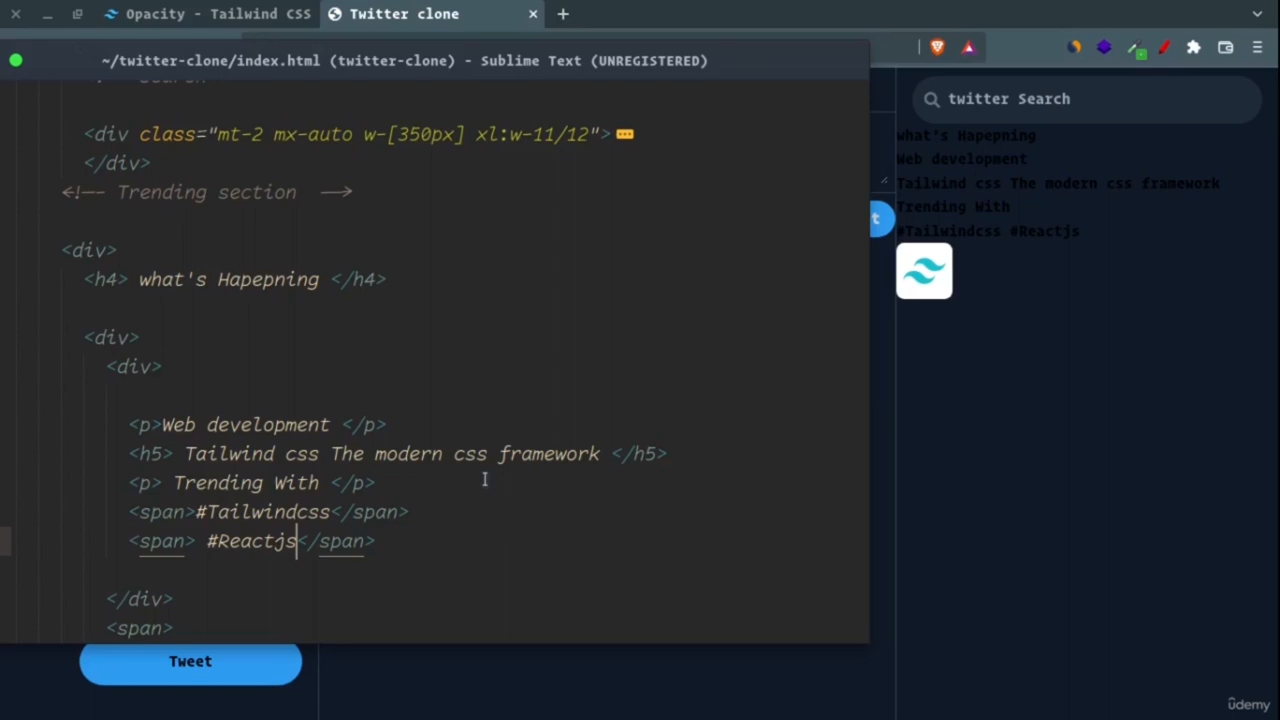 Opacity - Tailwind CSS
Twitter clone
~/twitter-clone/index.html (twitter-clone) - Sublime Text (UNREGISTERED)
<div class="mt-2 mx-auto w-[350px] xl:w-11/12">
</div>
<!-- Trending section -->
<div>
<h4> what's Hapepning </h4>
<div>
<div>
<p>Web development </p>
<h5> Tailwind css The modern css framework </h5>
<p> Trending With </p>
<span>#Tailwindcss</span>
<span> #Reactjs</span>
</div>
<span>
Tweet
twitter Search
what's Hapepning
Web development
Tailwind css The modern css framework
Trending With
#Tailwindcss #Reactjs
t
ûdemy